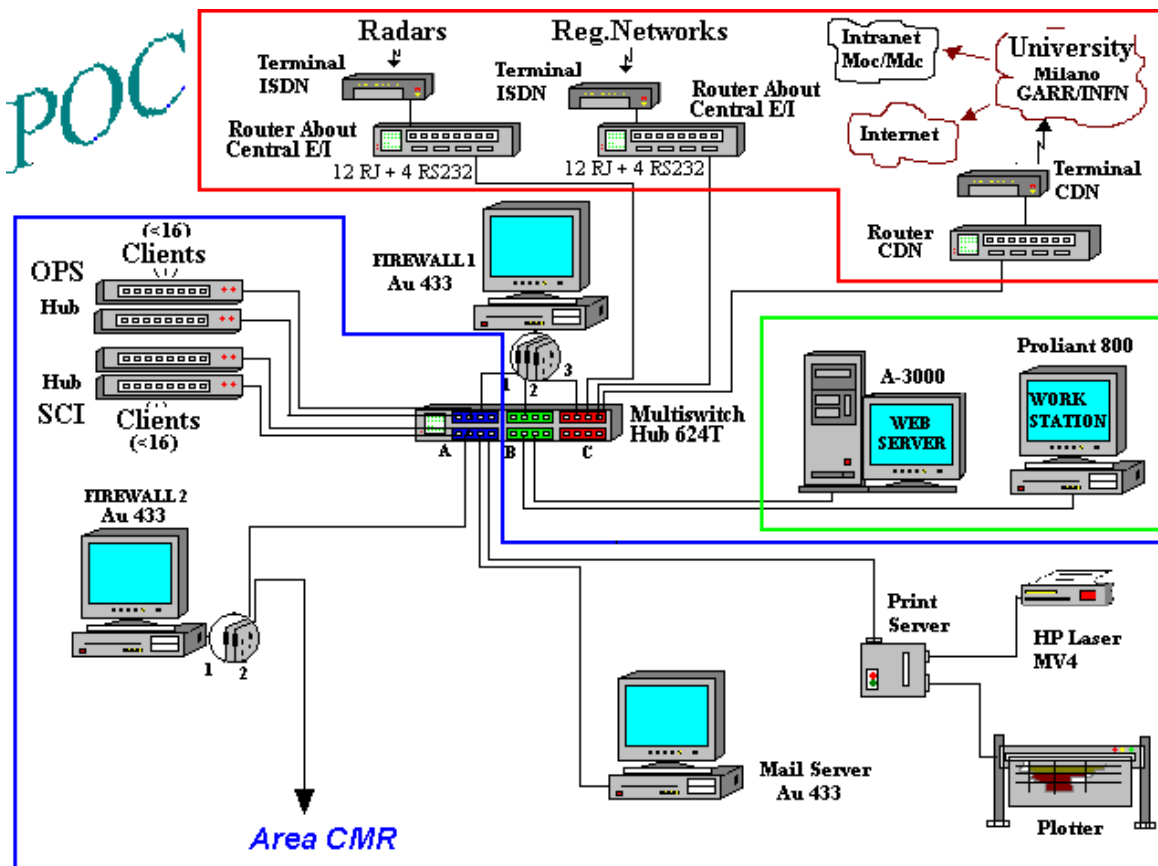 POC
Radars
Reg.Networks
Terminal
ISDN
Terminal
ISDN
Router About
Central E/I
Router About
Central E/I
12 RJ + 4 RS232
12 RJ + 4 RS232
Intranet
Moc/Mdc
University
Milano
GARR/INFN
Internet
Terminal
CDN
Router
CDN
(<16)
Clients
OPS
Hub
Hub
SCI
Clients
(<16)
FIREWALL 1
Au 433
1
2
3
Multiswitch
Hub 624T
A
B
C
A-3000
WEB
SERVER
Proliant 800
WORK
STATION
FIREWALL 2
Au 433
1
2
Area CMR
Mail Server
Au 433
Print
Server
HP Laser
MV4
Plotter